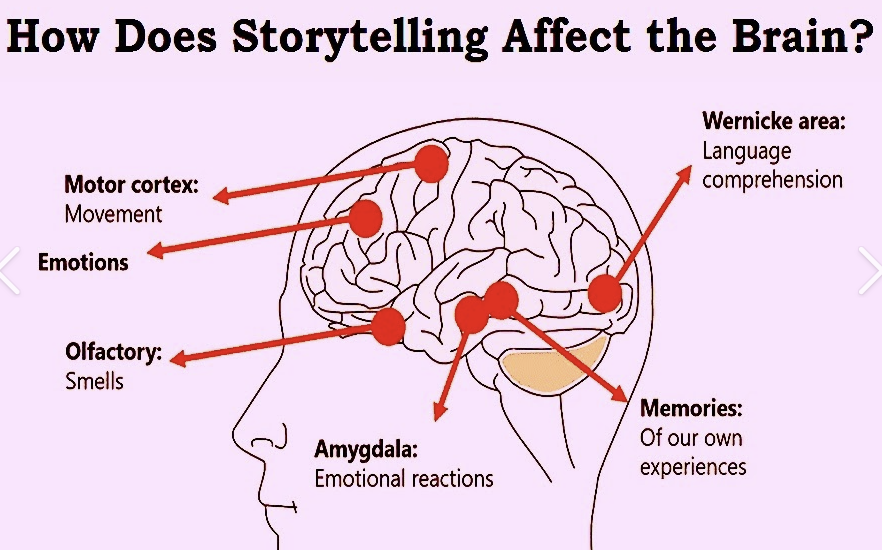 How Does Storytelling Affect the Brain?
Wernicke area:
Language
comprehension
Motor cortex:
Movement
Emotions
Olfactory:
Smells
Amygdala:
Emotional reactions
Memories:
Of our own
experiences